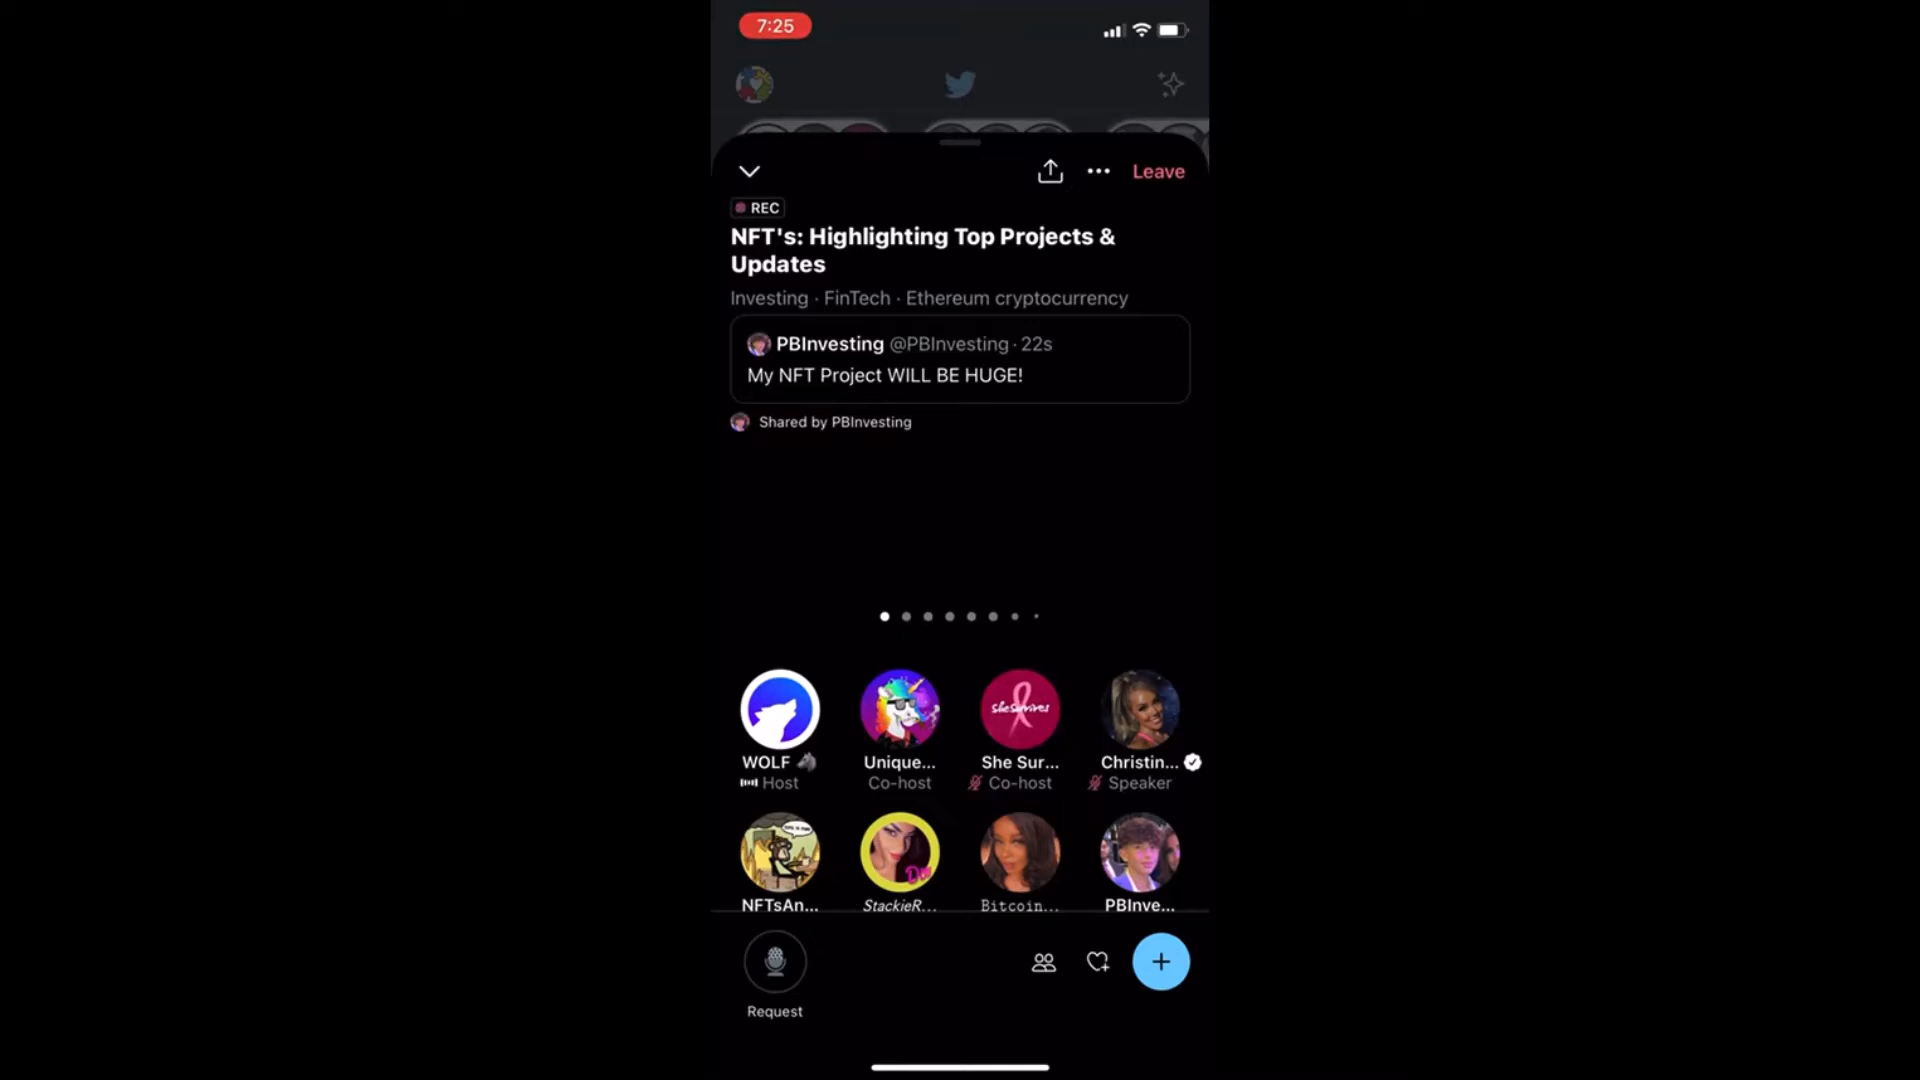 7:25
Leave
REC
NFT's: Highlighting Top Projects &
Updates
Investing · FinTech · Ethereum cryptocurrency
PBInvesting @PBInvesting · 22s
My NFT Project WILL BE HUGE!
Shared by PBInvesting
SheSurvives
WOLF Unique... She Sur... Christin...
Host Co-host Co-host Speaker
NFTsAn... StackieR... Bitcoin... PBInve...
Request